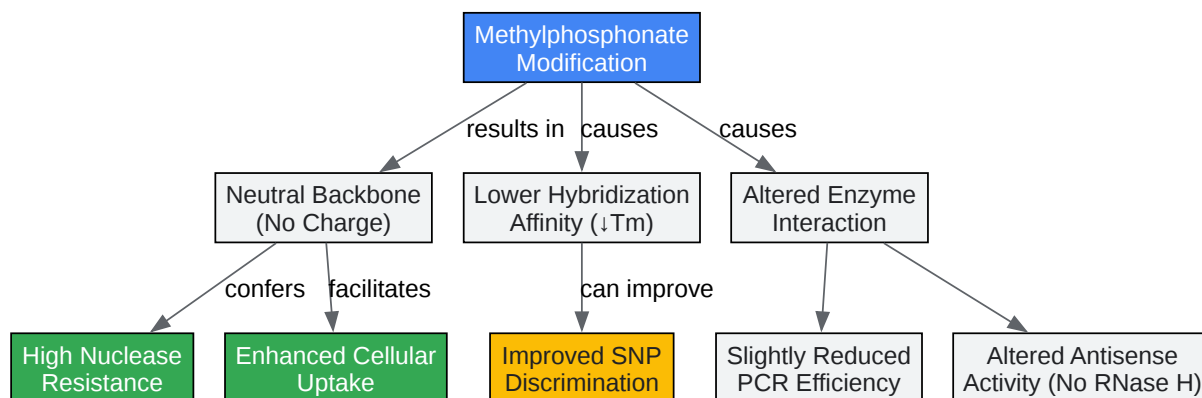 Methylphosphonate
Modification
results in
causes
causes
Neutral Backbone
(No Charge)
Lower Hybridization
Affinity (↓Tm)
Altered Enzyme
Interaction
confers
facilitates
can improve
High Nuclease
Resistance
Enhanced Cellular
Uptake
Improved SNP
Discrimination
Slightly Reduced
PCR Efficiency
Altered Antisense
Activity (No RNase H)